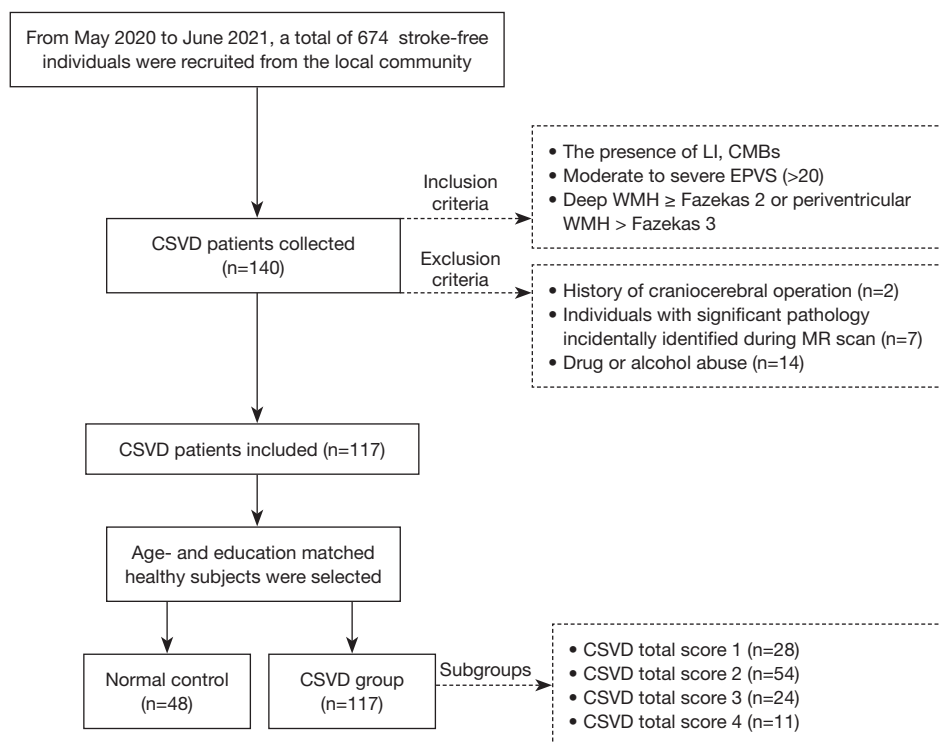 From May 2020 to June 2021, a total of 674 stroke-free
individuals were recruited from the local community
• The presence of LI, CMBs
• Moderate to severe EPVS (>20)
• Deep WMH ≥ Fazekas 2 or periventricular
WMH > Fazekas 3
Inclusion
criteria
CSVD patients collected
(n=140)
Exclusion
criteria
• History of craniocerebral operation (n=2)
• Individuals with significant pathology
incidentally identified during MR scan (n=7)
• Drug or alcohol abuse (n=14)
CSVD patients included (n=117)
Age- and education matched
healthy subjects were selected
Normal control
(n=48)
CSVD group
(n=117)
Subgroups
• CSVD total score 1 (n=28)
• CSVD total score 2 (n=54)
• CSVD total score 3 (n=24)
• CSVD total score 4 (n=11)